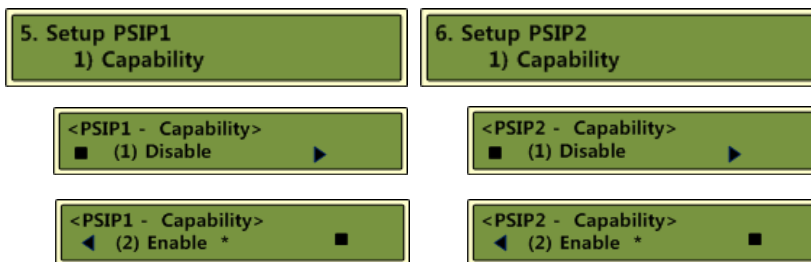 5. Setup PSIP1
1) Capability
<PSIP1 - Capability>
■ (1) Disable ▶
<PSIP1 - Capability>
◀ (2) Enable * ■
6. Setup PSIP2
1) Capability
<PSIP2 - Capability>
■ (1) Disable ▶
<PSIP2 - Capability>
◀ (2) Enable * ■